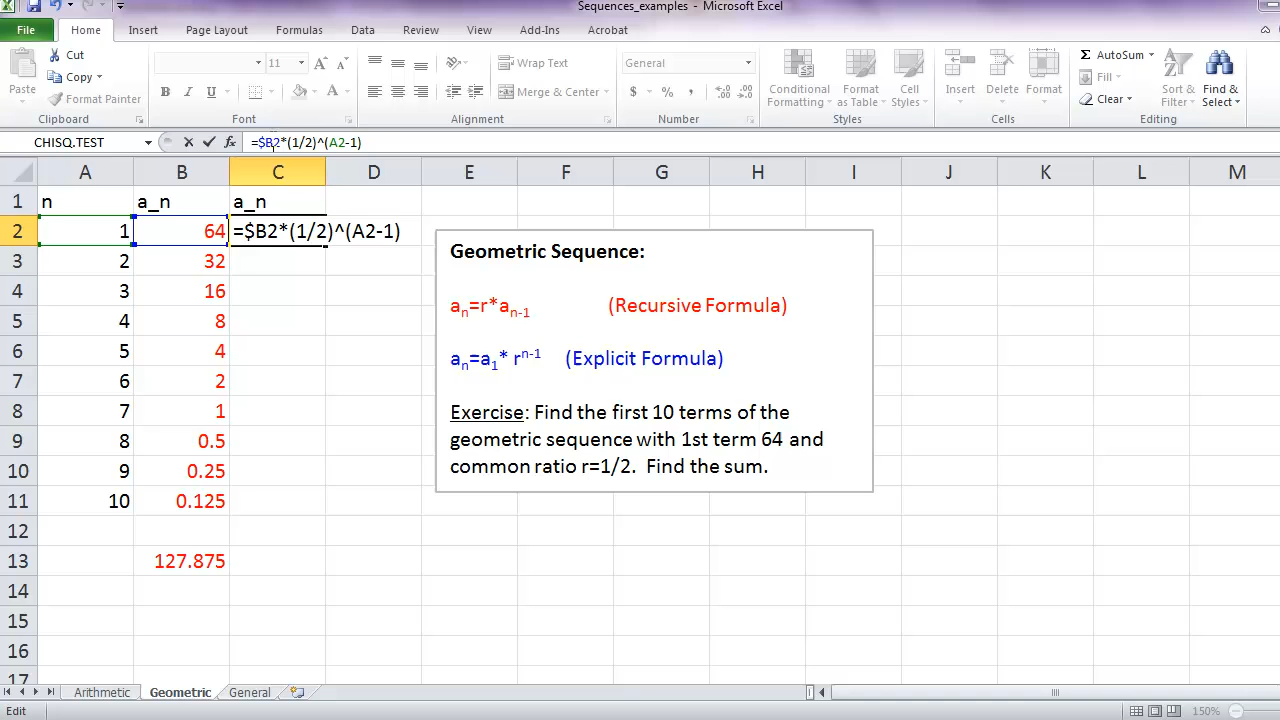 Sequences_examples - Microsoft Excel
File Home Insert Page Layout Formulas Data Review View Add-Ins Acrobat
Paste
Cut
Copy
Format Painter
Clipboard
11
B I U
A
Font
Wrap Text
Merge & Center
Alignment
General
$ % ,
Number
Conditional Formatting
Format as Table
Cell Styles
Styles
Insert Delete Format
Cells
Σ AutoSum
Fill
Clear
Sort & Filter
Find & Select
Editing
CHISQ.TEST fx =$B2*(1/2)^(A2-1)
A B C D E F G H I J K L M
1 n a_n a_n
2 1 64 =$B2*(1/2)^(A2-1)
3 2 32
4 3 16
5 4 8
6 5 4
7 6 2
8 7 1
9 8 0.5
10 9 0.25
11 10 0.125
12
13 127.875
14
15
16
17
Geometric Sequence:
aₙ=r*aₙ₋₁ (Recursive Formula)
aₙ=a₁* rⁿ⁻¹ (Explicit Formula)
Exercise: Find the first 10 terms of the
geometric sequence with 1st term 64 and
common ratio r=1/2. Find the sum.
Arithmetic Geometric General
Edit 150%